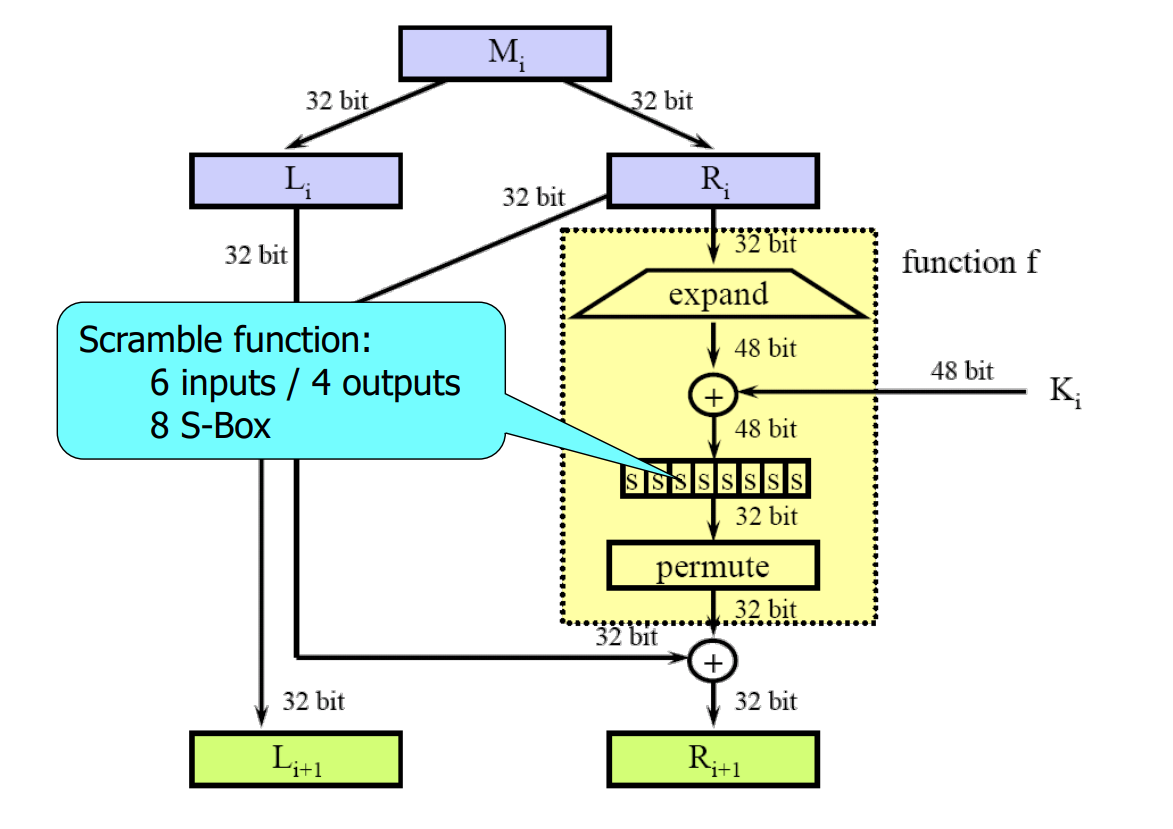 M_i
32 bit
32 bit
L_i
R_i
32 bit
32 bit
32 bit
function f
expand
Scramble function:
6 inputs / 4 outputs
8 S-Box
48 bit
48 bit
K_i
+
48 bit
S S S S S S S S
32 bit
permute
32 bit
32 bit
+
32 bit
32 bit
L_i+1
R_i+1